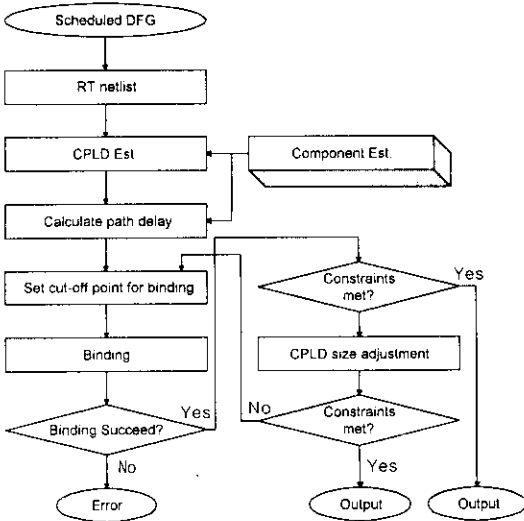 Scheduled DFG
RT netlist
CPLD Est
Component Est.
Calculate path delay
Set cut-off point for binding
Binding
Binding Succeed?
Yes
No
Error
Constraints
met?
Yes
CPLD size adjustment
Constraints
met?
No
Yes
Output
Output